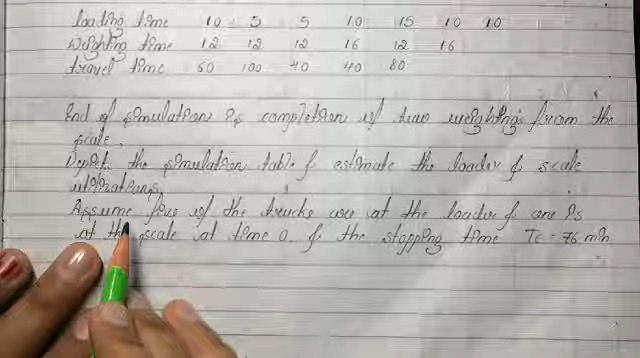 loading time 10 5 5 10 15 10 10
weighting time 12 12 12 16 12 16
travel time 60 100 40 40 80
End of simulation is completion of two weighting's from the
scale.
Depict the simulation table & estimate the loader & scale
utilizations.
Assume five of the trucks are at the loader & one is
at the scale at time 0. & the stopping time TE = 76 min